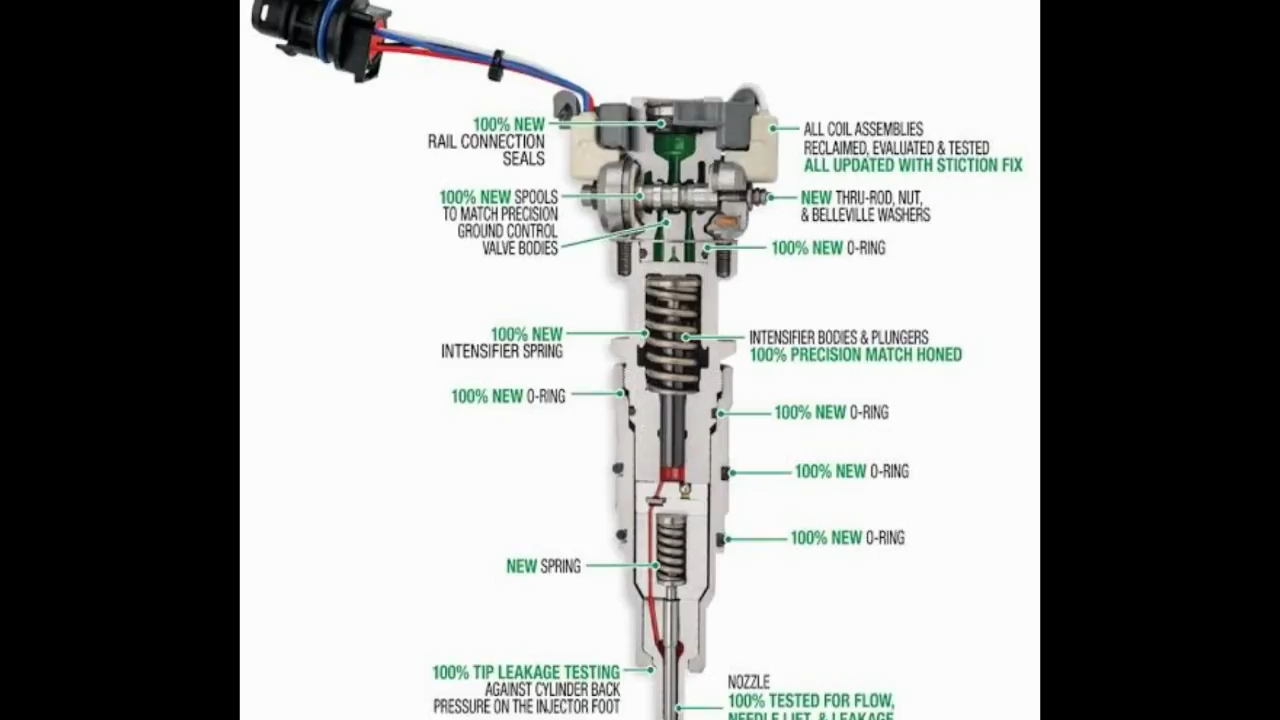 100% NEW
RAIL CONNECTION
SEALS
ALL COIL ASSEMBLIES
RECLAIMED, EVALUATED & TESTED
ALL UPDATED WITH STICTION FIX
100% NEW SPOOLS
TO MATCH PRECISION
GROUND CONTROL
VALVE BODIES
NEW THRU-ROD, NUT,
& BELLEVILLE WASHERS
100% NEW O-RING
100% NEW
INTENSIFIER SPRING
INTENSIFIER BODIES & PLUNGERS
100% PRECISION MATCH HONED
100% NEW O-RING
100% NEW O-RING
100% NEW O-RING
100% NEW O-RING
NEW SPRING
100% TIP LEAKAGE TESTING
AGAINST CYLINDER BACK
PRESSURE ON THE INJECTOR FOOT
NOZZLE
100% TESTED FOR FLOW,
NEEDLE LIFT, & LEAKAGE